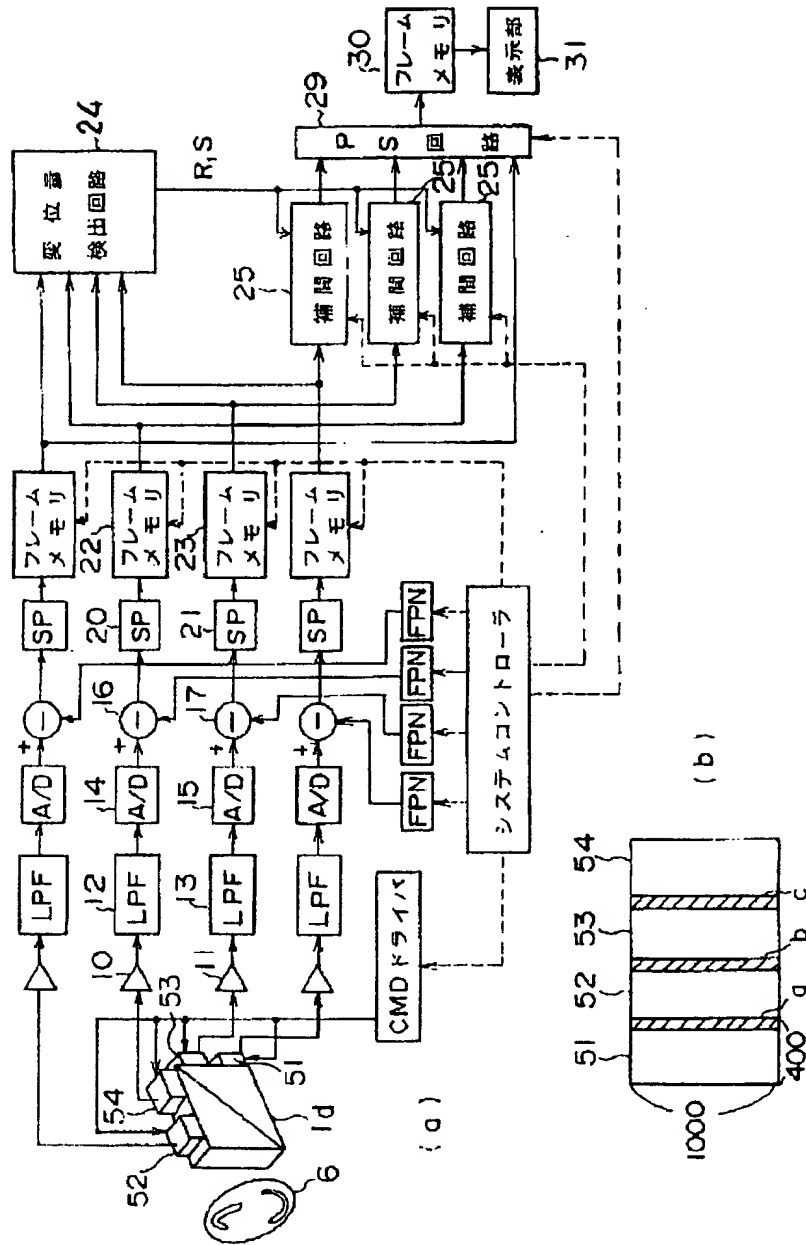 変位量
検出回路
24
R,S
フレーム
メモリ
フレーム
メモリ
22
フレーム
メモリ
23
フレーム
メモリ
SP
20
SP
21
SP
SP
16
17
+
−
+
−
+
−
+
−
A/D
14
A/D
15
A/D
A/D
LPF
12
LPF
13
LPF
LPF
10
11
補間回路
25
補間回路
25
補間回路
25
29
PS回路
30
フレーム
メモリ
表示部
31
FPN
FPN
FPN
FPN
システムコントローラ
CMDドライバ
52
54
53
51
1d
6
(a)
51
52
53
54
a
b
c
1000
400
(b)